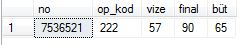 no op_kod vize final büt
1 7536521 222 57 90 65